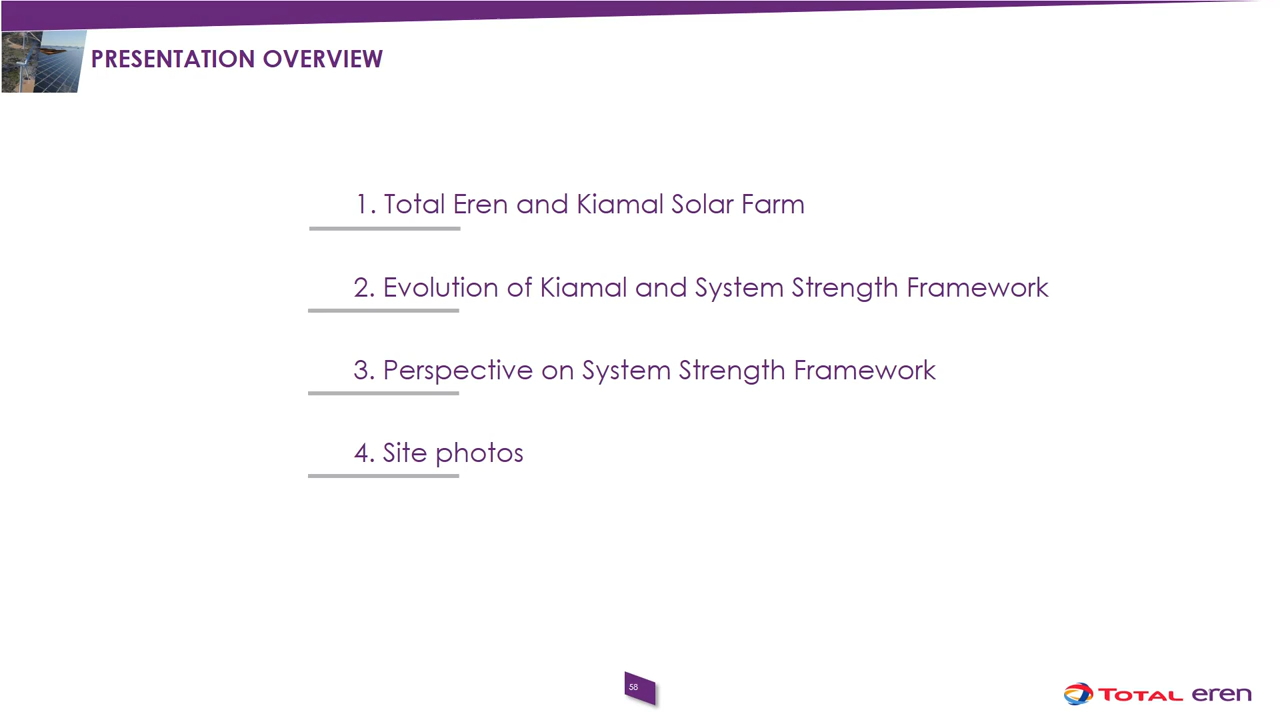 PRESENTATION OVERVIEW
1. Total Eren and Kiamal Solar Farm
2. Evolution of Kiamal and System Strength Framework
3. Perspective on System Strength Framework
4. Site photos
58
TOTAL eren